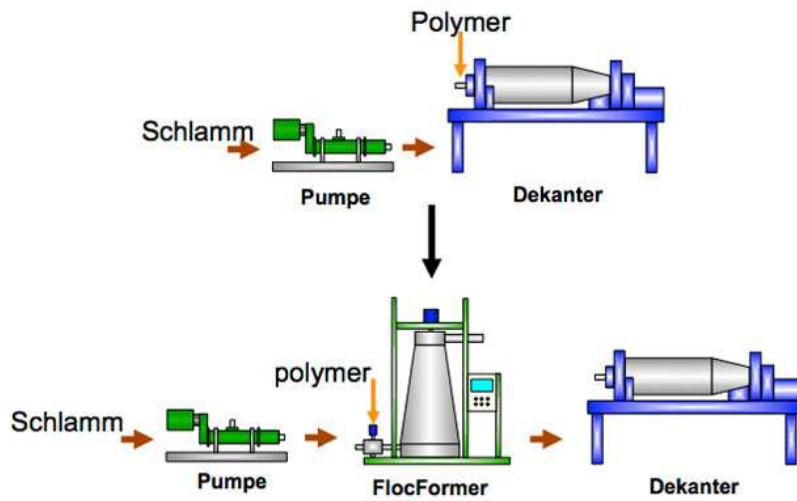 Polymer
Schlamm
Pumpe
Dekanter
polymer
Schlamm
Pumpe
FlocFormer
Dekanter